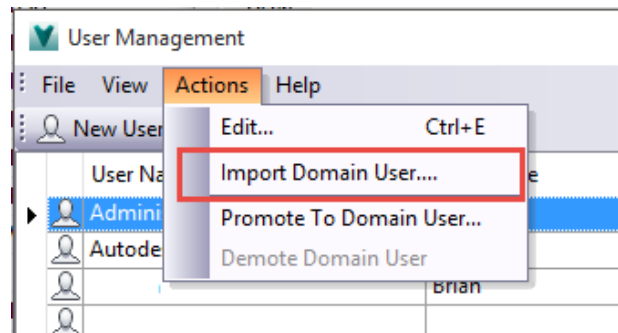 User Management
File View Actions Help
New User
Edit... Ctrl+E
User Na
Import Domain User....
e
Admini
Promote To Domain User...
Autode
Demote Domain User
Brian